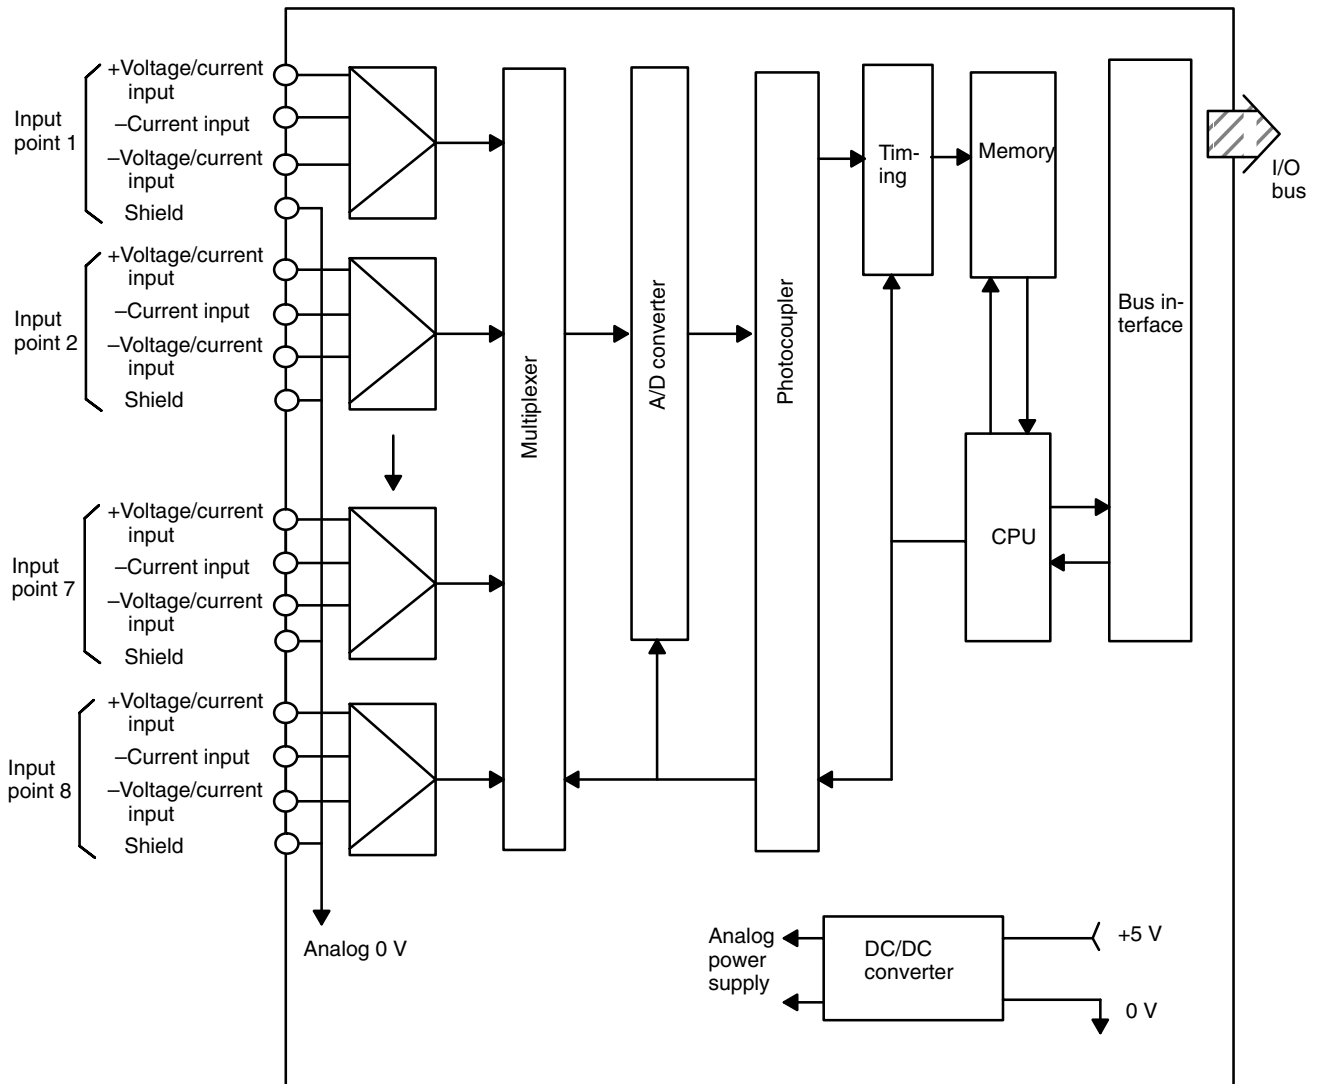 Input
point 1
+Voltage/current
input
–Current input
–Voltage/current
input
Shield
Input
point 2
+Voltage/current
input
–Current input
–Voltage/current
input
Shield
Input
point 7
+Voltage/current
input
–Current input
–Voltage/current
input
Shield
Input
point 8
+Voltage/current
input
–Current input
–Voltage/current
input
Shield
Analog 0 V
Multiplexer
A/D converter
Photocoupler
Tim-
ing
Memory
CPU
Bus in-
terface
I/O
bus
Analog
power
supply
DC/DC
converter
+5 V
0 V